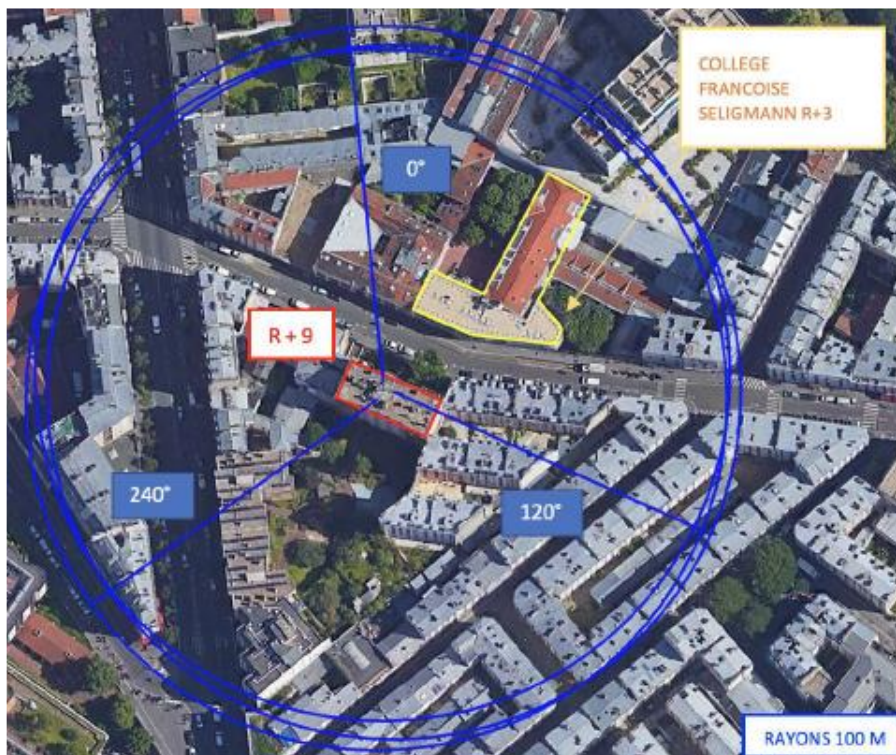 COLLEGE
FRANCOISE
SELIGMANN R+3
0°
R + 9
240°
120°
RAYONS 100 M